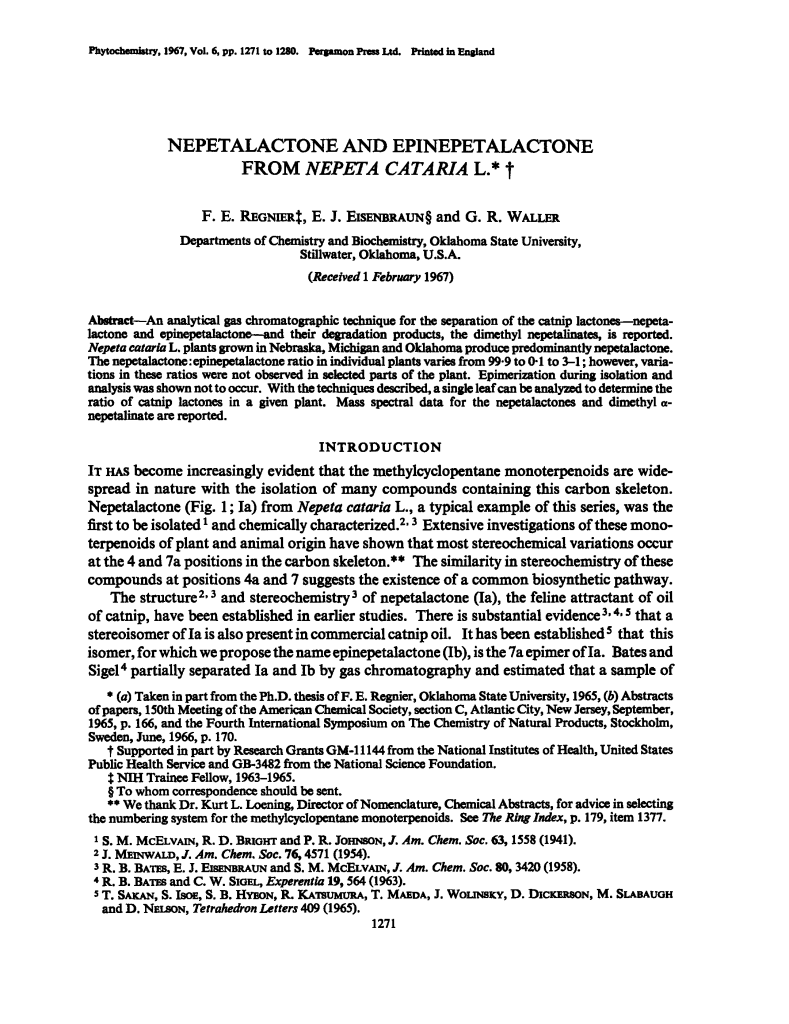 Phytochemistry, 1967, Vol. 6, pp. 1271 to 1280. Pergamon Press Ltd. Printed in England
NEPETALACTONE AND EPINEPETALACTONE
FROM NEPETA CATARIA L.* †
F. E. REGNIER‡, E. J. EISENBRAUN§ and G. R. WALLER
Departments of Chemistry and Biochemistry, Oklahoma State University,
Stillwater, Oklahoma, U.S.A.
(Received 1 February 1967)
Abstract—An analytical gas chromatographic technique for the separation of the catnip lactones—nepeta-
lactone and epinepetalactone—and their degradation products, the dimethyl nepetalinates, is reported.
Nepeta cataria L. plants grown in Nebraska, Michigan and Oklahoma produce predominantly nepetalactone.
The nepetalactone:epinepetalactone ratio in individual plants varies from 99·9 to 0·1 to 3–1; however, varia-
tions in these ratios were not observed in selected parts of the plant. Epimerization during isolation and
analysis was shown not to occur. With the techniques described, a single leaf can be analyzed to determine the
ratio of catnip lactones in a given plant. Mass spectral data for the nepetalactones and dimethyl α-
nepetalinate are reported.
INTRODUCTION
IT HAS become increasingly evident that the methylcyclopentane monoterpenoids are wide-
spread in nature with the isolation of many compounds containing this carbon skeleton.
Nepetalactone (Fig. 1; Ia) from Nepeta cataria L., a typical example of this series, was the
first to be isolated¹ and chemically characterized.²,³ Extensive investigations of these mono-
terpenoids of plant and animal origin have shown that most stereochemical variations occur
at the 4 and 7a positions in the carbon skeleton.** The similarity in stereochemistry of these
compounds at positions 4a and 7 suggests the existence of a common biosynthetic pathway.
The structure²,³ and stereochemistry³ of nepetalactone (Ia), the feline attractant of oil
of catnip, have been established in earlier studies. There is substantial evidence³,⁴,⁵ that a
stereoisomer of Ia is also present in commercial catnip oil. It has been established⁵ that this
isomer, for which we propose the name epinepetalactone (Ib), is the 7a epimer of Ia. Bates and
Sigel⁴ partially separated Ia and Ib by gas chromatography and estimated that a sample of
* (a) Taken in part from the Ph.D. thesis of F. E. Regnier, Oklahoma State University, 1965, (b) Abstracts
of papers, 150th Meeting of the American Chemical Society, section C, Atlantic City, New Jersey, September,
1965, p. 166, and the Fourth International Symposium on The Chemistry of Natural Products, Stockholm,
Sweden, June, 1966, p. 170.
† Supported in part by Research Grants GM-11144 from the National Institutes of Health, United States
Public Health Service and GB-3482 from the National Science Foundation.
‡ NIH Trainee Fellow, 1963–1965.
§ To whom correspondence should be sent.
** We thank Dr. Kurt L. Loening, Director of Nomenclature, Chemical Abstracts, for advice in selecting
the numbering system for the methylcyclopentane monoterpenoids. See The Ring Index, p. 179, item 1377.
¹ S. M. MCELVAIN, R. D. BRIGHT and P. R. JOHNSON, J. Am. Chem. Soc. 63, 1558 (1941).
² J. MEINWALD, J. Am. Chem. Soc. 76, 4571 (1954).
³ R. B. BATES, E. J. EISENBRAUN and S. M. MCELVAIN, J. Am. Chem. Soc. 80, 3420 (1958).
⁴ R. B. BATES and C. W. SIGEL, Experentia 19, 564 (1963).
⁵ T. SAKAN, S. ISOE, S. B. HYBON, R. KATSUMURA, T. MAEDA, J. WOLINSKY, D. DICKERSON, M. SLABAUGH
and D. NELSON, Tetrahedron Letters 409 (1965).
1271